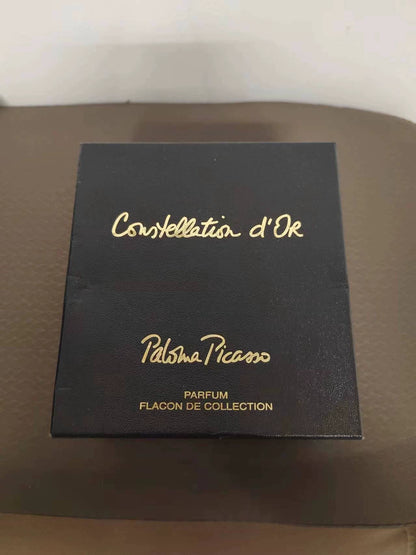 Constellation d'Or
Paloma Picasso
PARFUM
FLACON DE COLLECTION